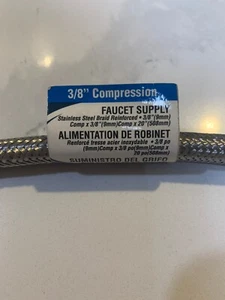 3/8" Compression
FAUCET SUPPLY
Stainless Steel Braid Reinforced • 3/8"(9mm)
Comp x 3/8"(9mm)Comp x 20"(508mm)
ALIMENTATION DE ROBINET
Renforcé tresse acier inoxydable • 3/8 po
(9mm)Comp x 3/8 po(9mm)Comp x
20 po(508mm)
SUMINISTRO DEL GRIFO